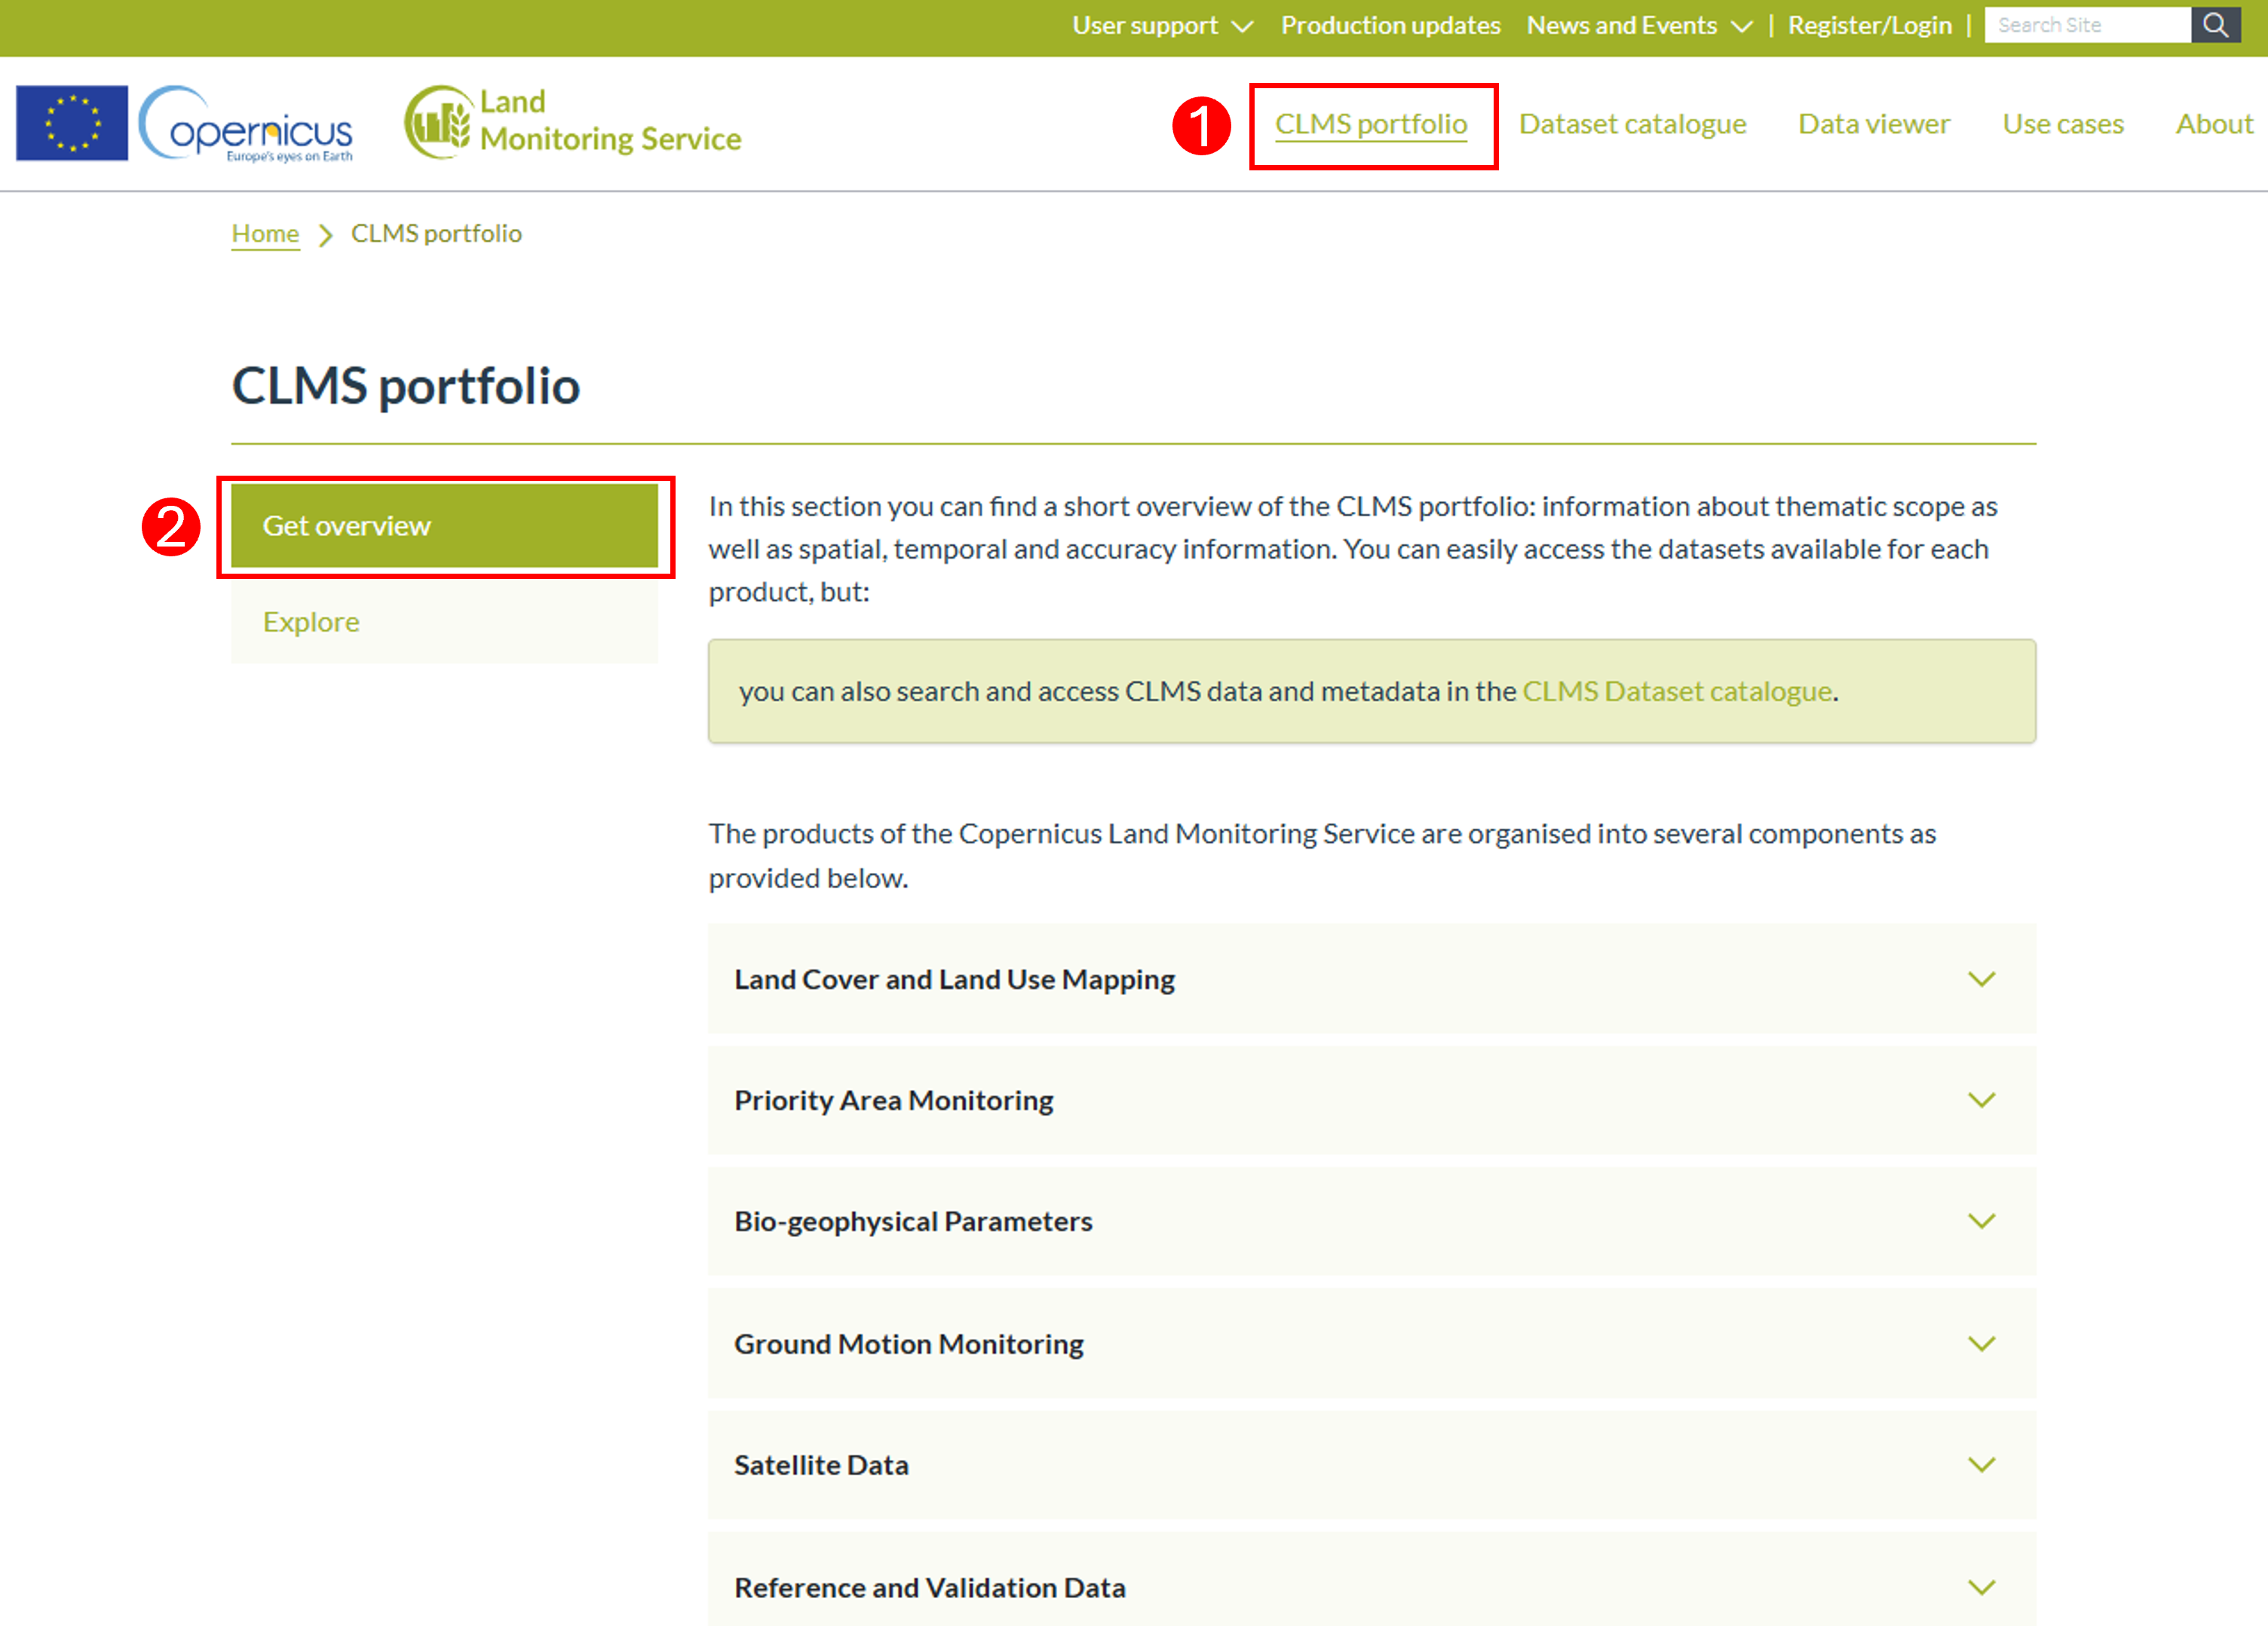 User support Production updates News and Events | Register/Login | Search Site
Copernicus
Europe's eyes on Earth
Land
Monitoring Service
1 CLMS portfolio Dataset catalogue Data viewer Use cases About
Home > CLMS portfolio
CLMS portfolio
2 Get overview
Explore
In this section you can find a short overview of the CLMS portfolio: information about thematic scope as
well as spatial, temporal and accuracy information. You can easily access the datasets available for each
product, but:
you can also search and access CLMS data and metadata in the CLMS Dataset catalogue.
The products of the Copernicus Land Monitoring Service are organised into several components as
provided below.
Land Cover and Land Use Mapping
Priority Area Monitoring
Bio-geophysical Parameters
Ground Motion Monitoring
Satellite Data
Reference and Validation Data